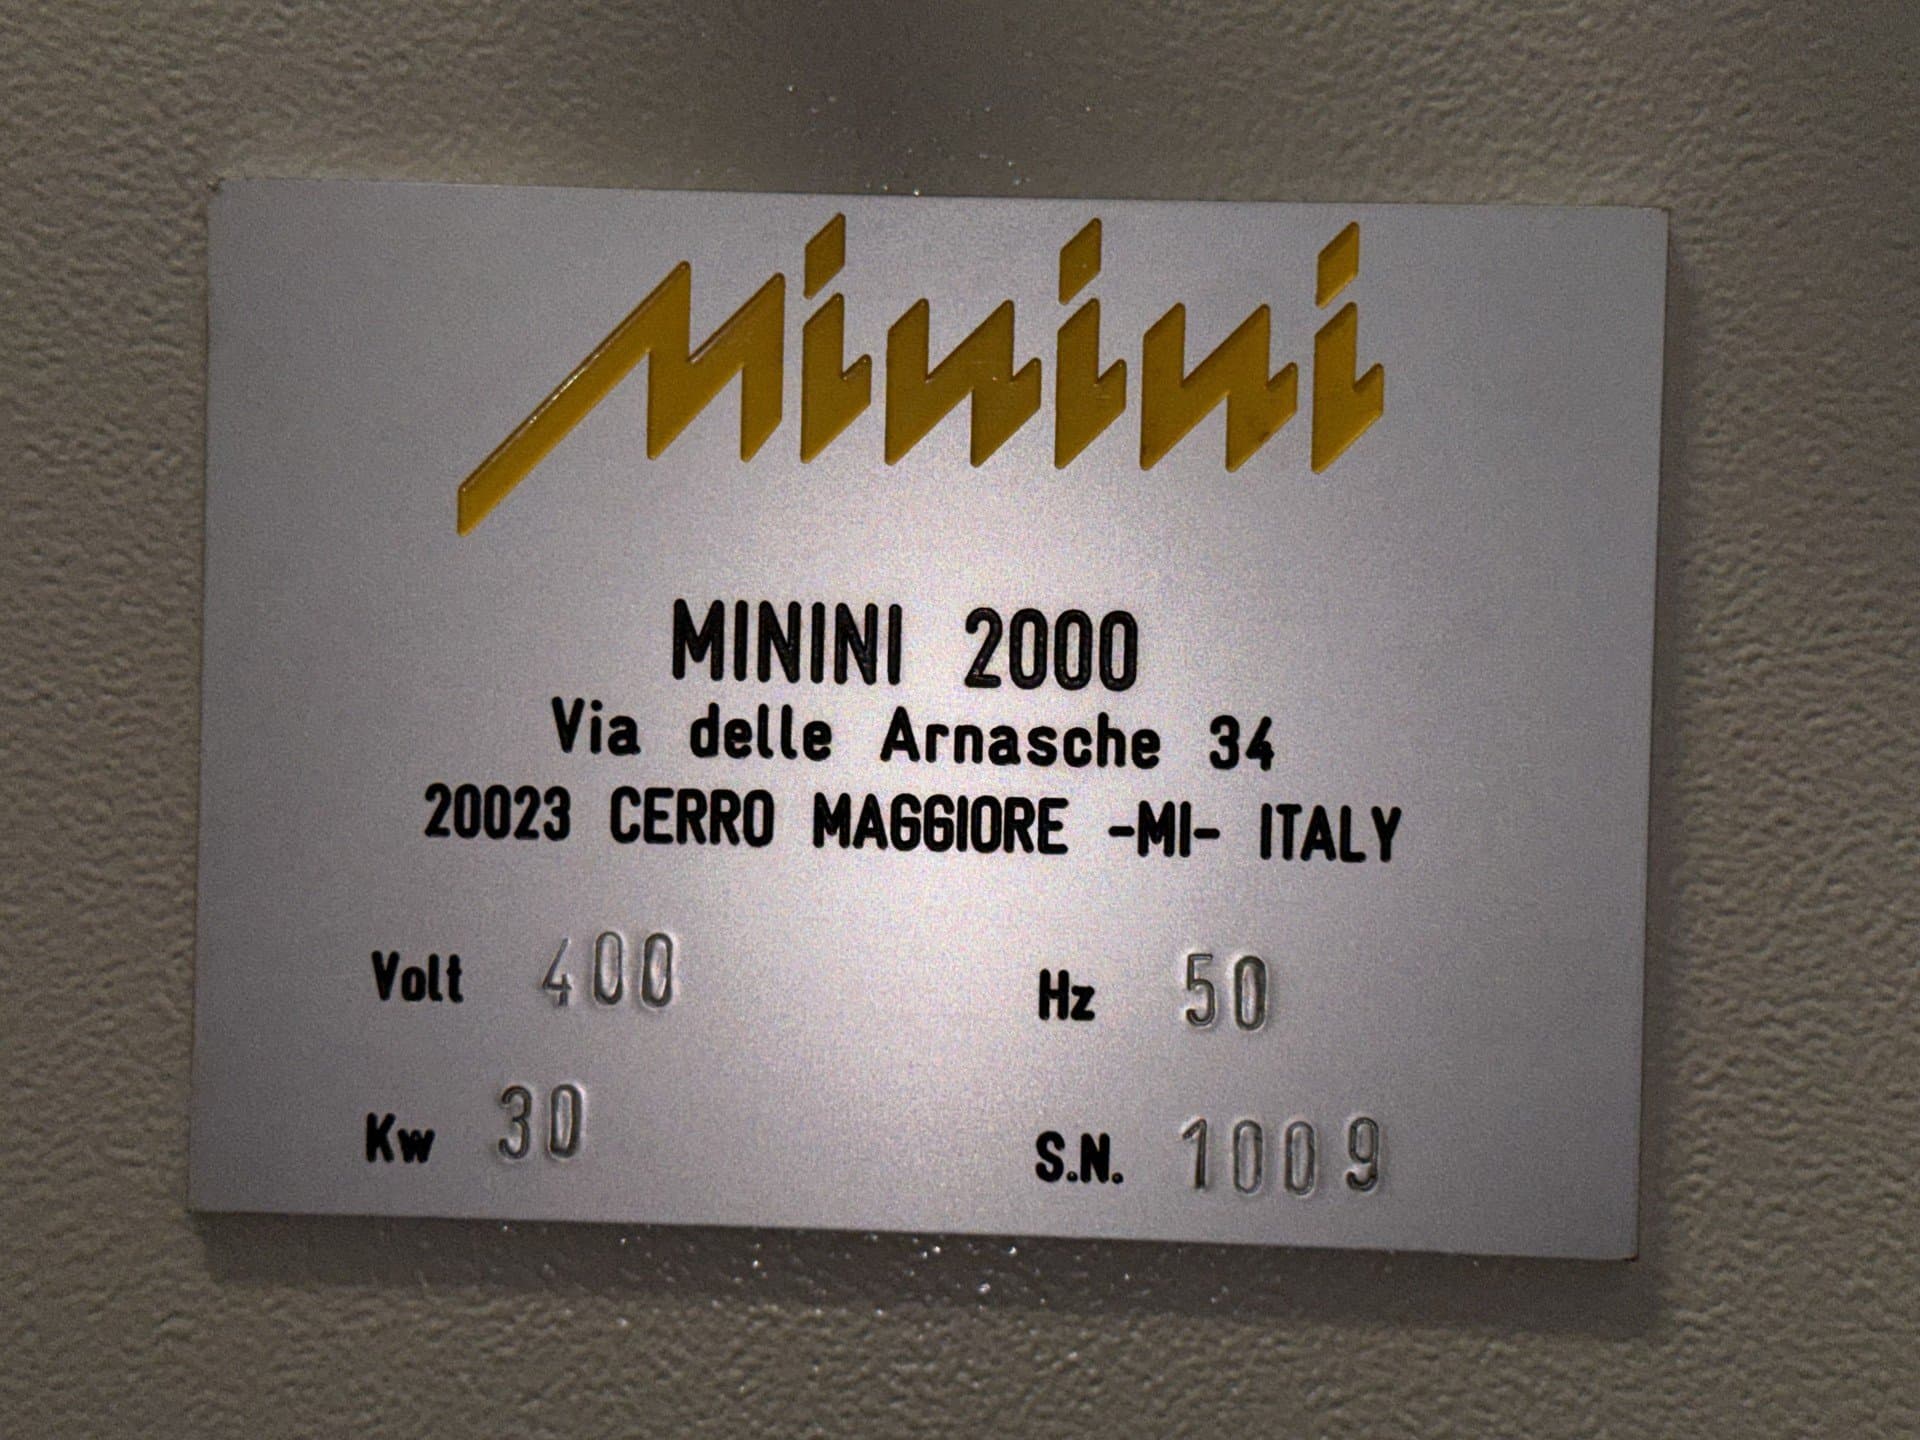 Minini
MININI 2000
Via delle Arnasche 34
20023 CERRO MAGGIORE -MI- ITALY
Volt 400 Hz 50
Kw 30 S.N. 1009